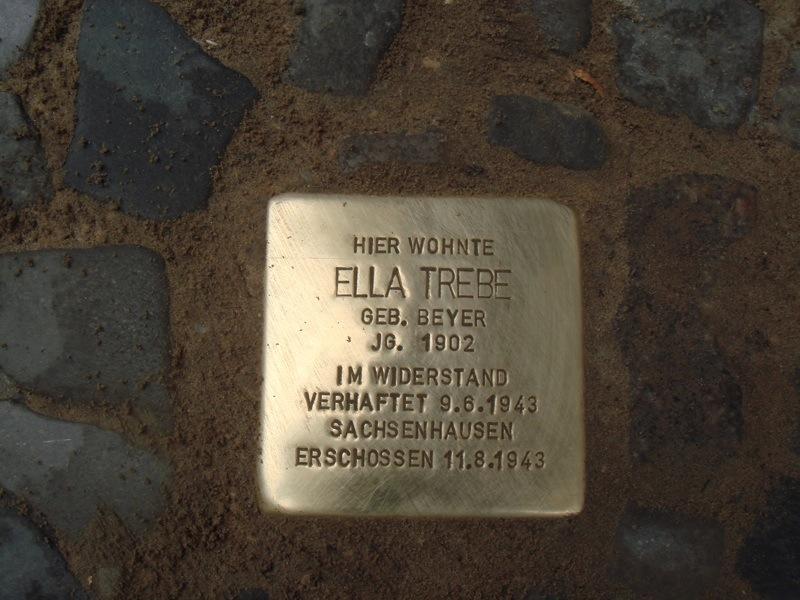 HIER WOHNTE
ELLA TREBE
GEB. BEYER
JG. 1902
IM WIDERSTAND
VERHAFTET 9.6.1943
SACHSENHAUSEN
ERSCHOSSEN 11.8.1943